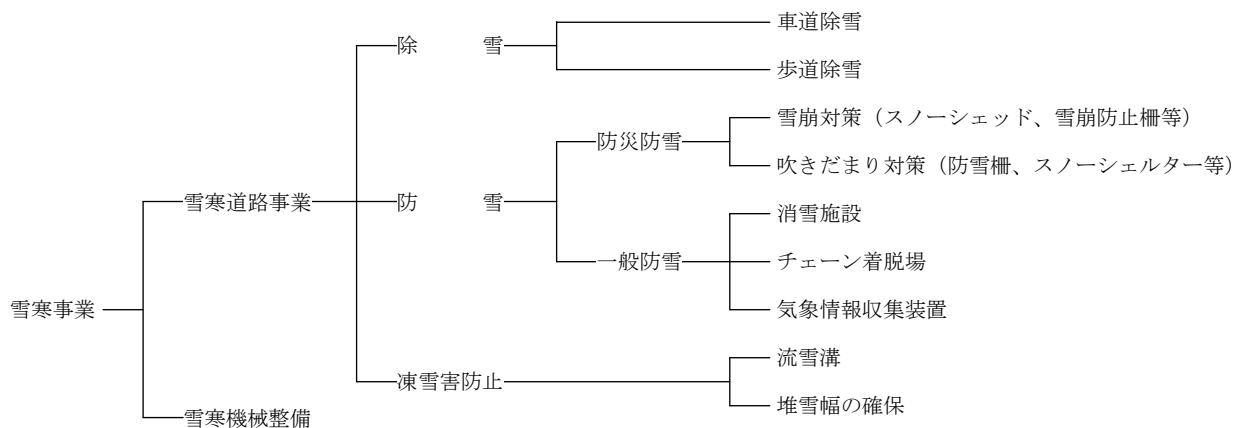 車道除雪
除雪
歩道除雪
雪崩対策（スノーシェッド、雪崩防止柵等）
防災防雪
吹きだまり対策（防雪柵、スノーシェルター等）
雪寒道路事業
防雪
消雪施設
一般防雪
チェーン着脱場
雪寒事業
気象情報収集装置
流雪溝
凍雪害防止
堆雪幅の確保
雪寒機械整備